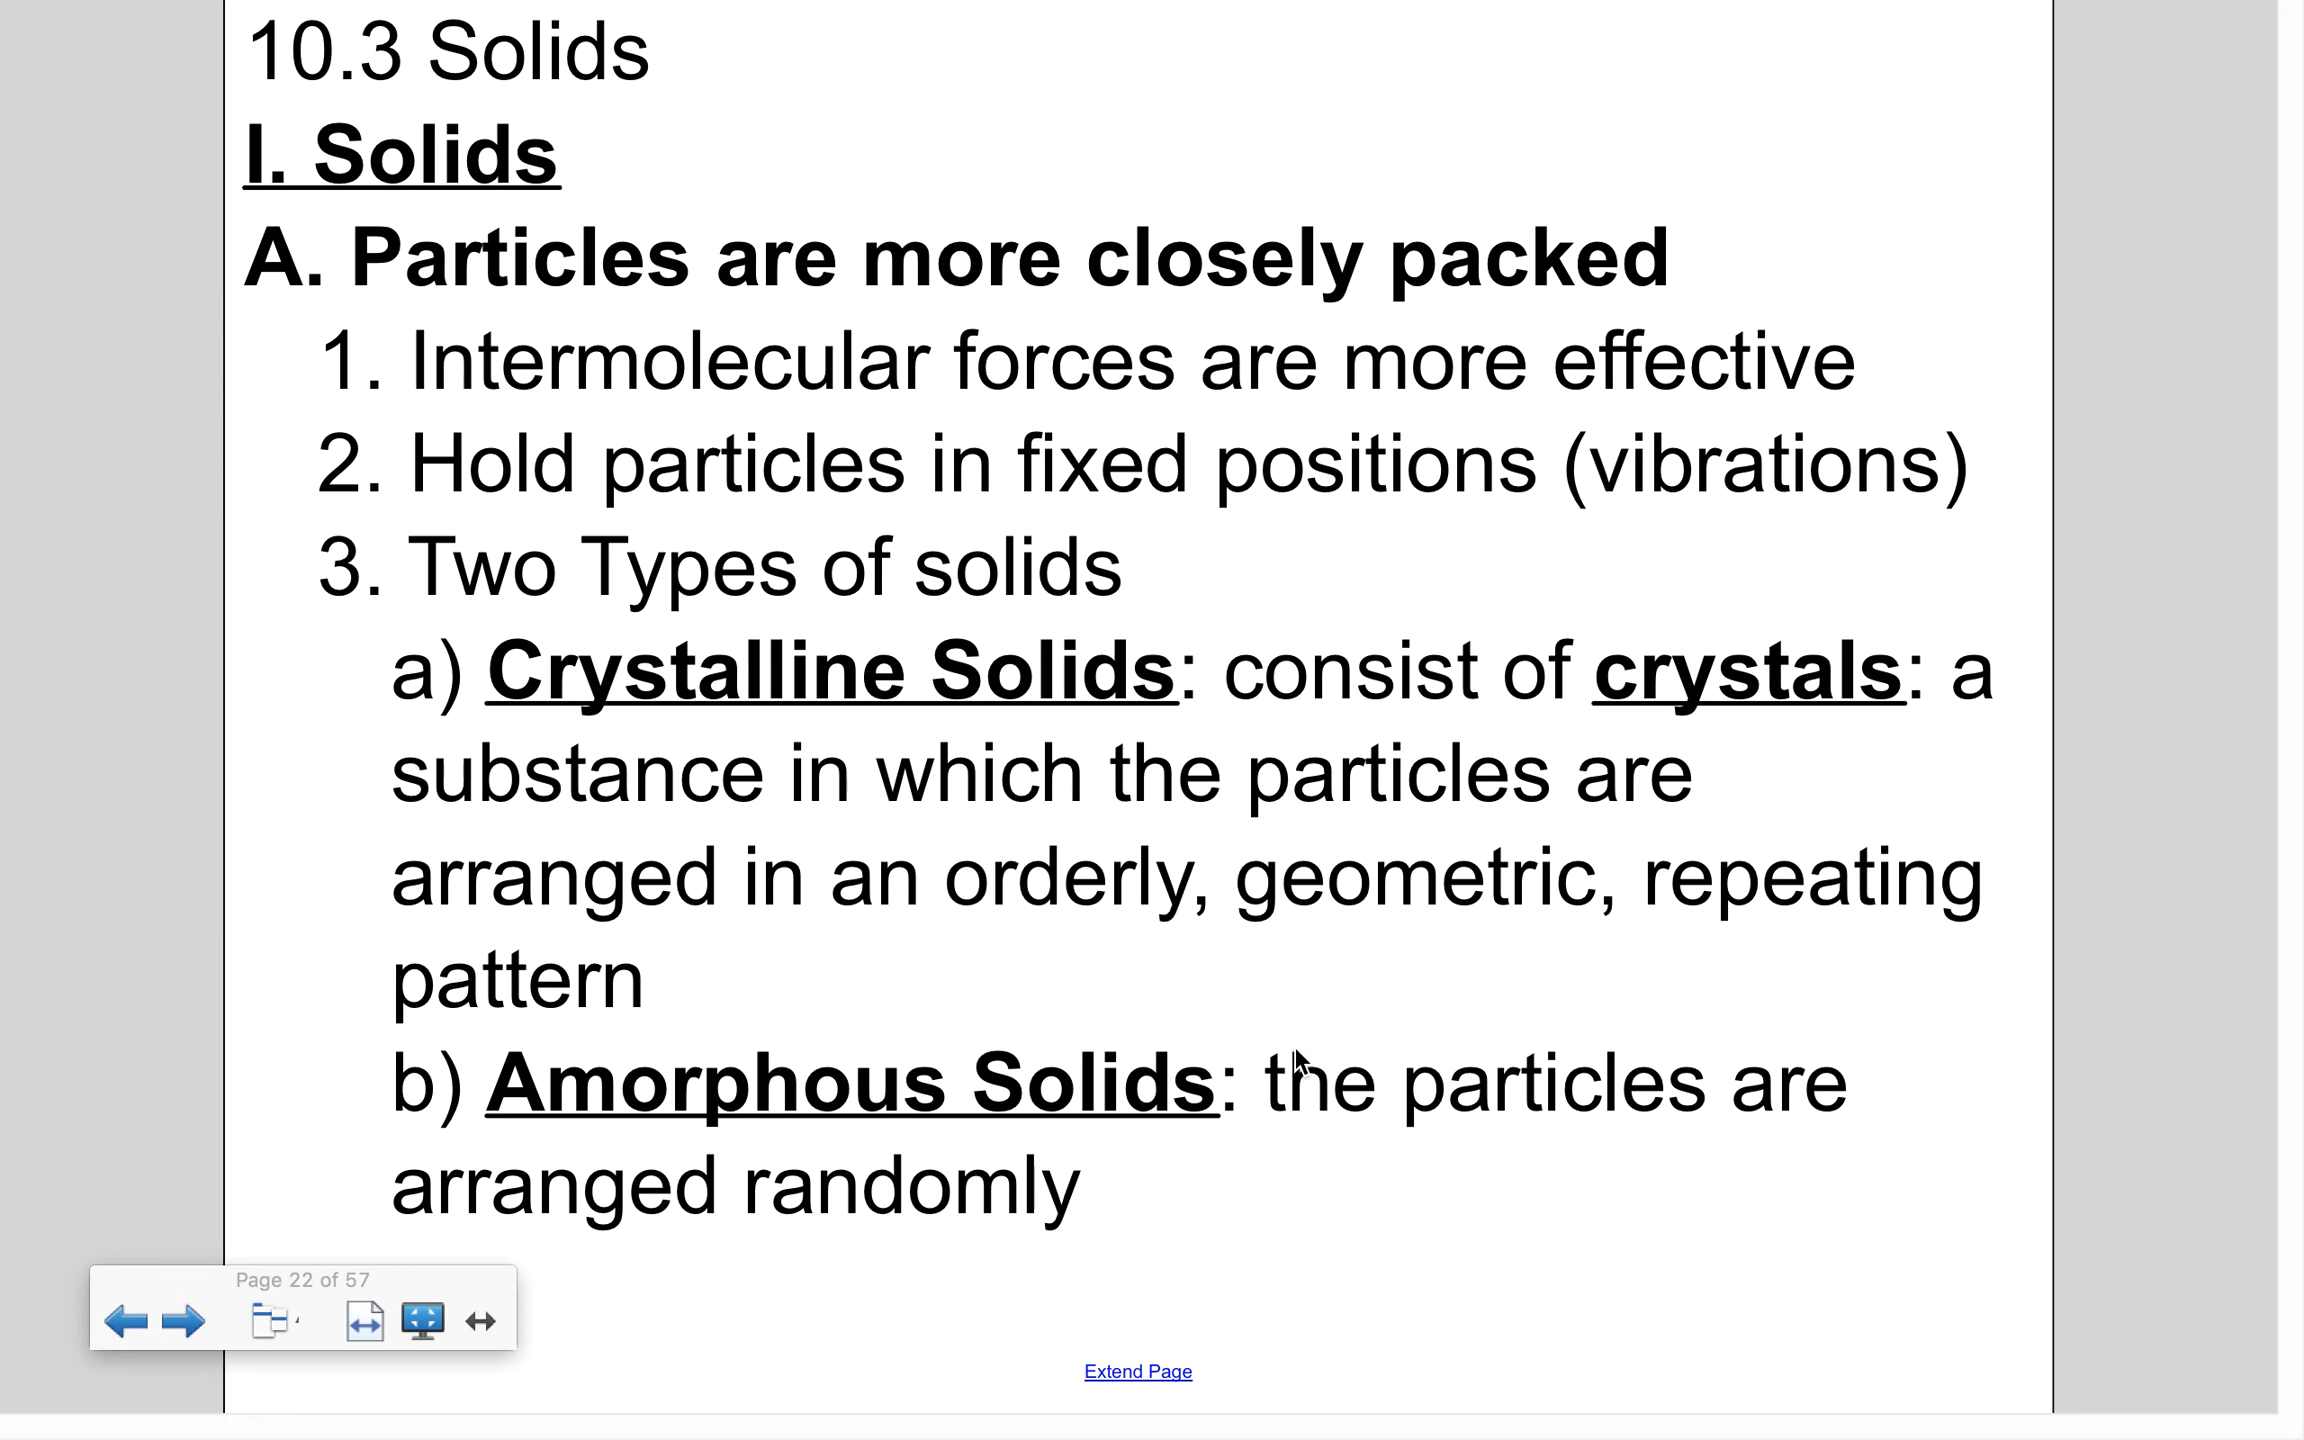 10.3 Solids
I. Solids
A. Particles are more closely packed
1. Intermolecular forces are more effective
2. Hold particles in fixed positions (vibrations)
3. Two Types of solids
a) Crystalline Solids: consist of crystals: a
substance in which the particles are
arranged in an orderly, geometric, repeating
pattern
b) Amorphous Solids: the particles are
arranged randomly
Page 22 of 57
Extend Page